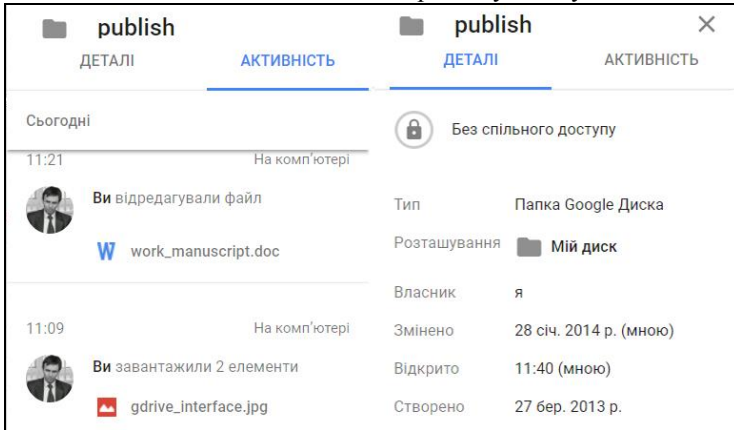 publish
ДЕТАЛІ АКТИВНІСТЬ
Сьогодні
11:21 На комп’ютері
Ви відредагували файл
work_manuscript.doc
11:09 На комп’ютері
Ви завантажили 2 елементи
gdrive_interface.jpg
publish
ДЕТАЛІ АКТИВНІСТЬ
Без спільного доступу
Тип Папка Google Диска
Розташування Мій диск
Власник я
Змінено 28 січ. 2014 р. (мною)
Відкрито 11:40 (мною)
Створено 27 бер. 2013 р.